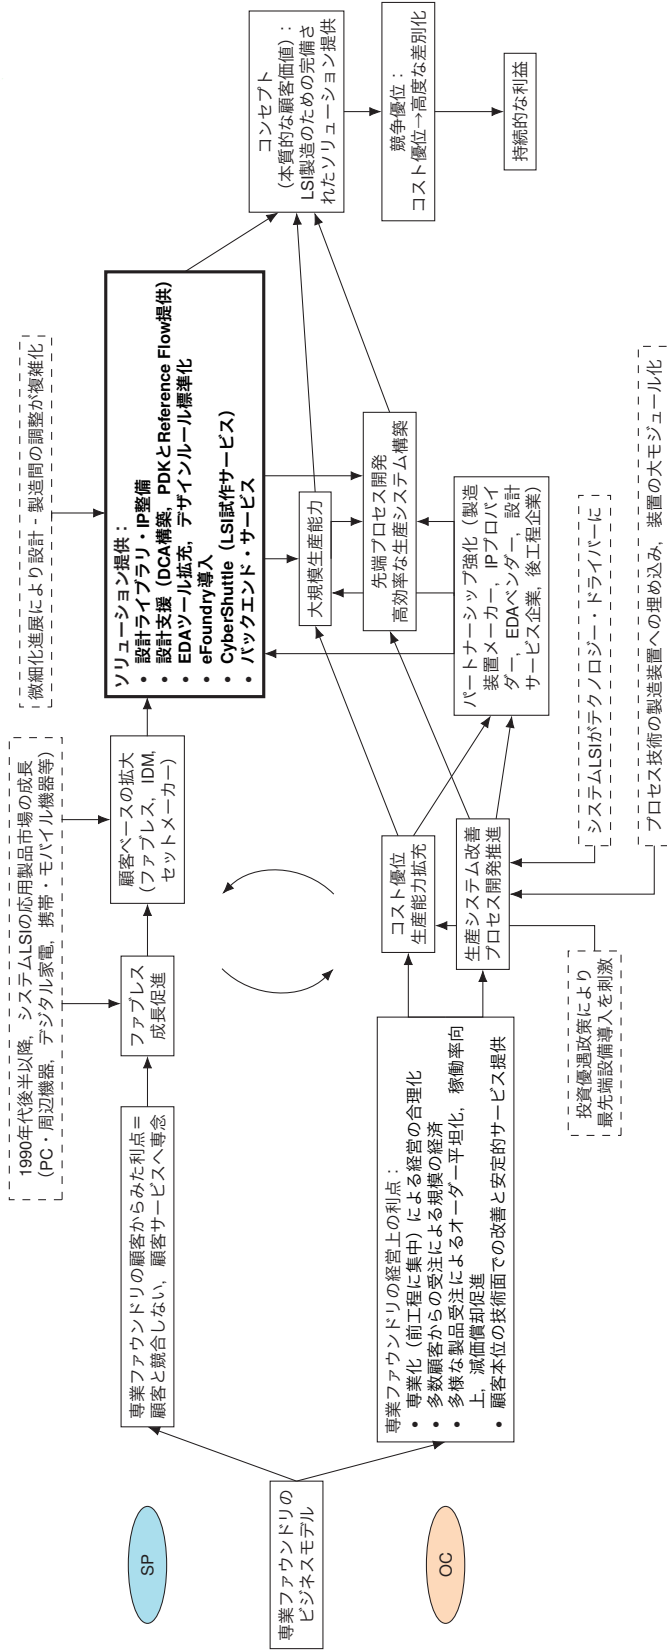 SP
OC
専業ファウンドリの
ビジネスモデル
専業ファウンドリの顧客からみた利点＝
顧客と競合しない，顧客サービスへ専念
専業ファウンドリの経営上の利点：
• 専業化（前工程に集中）による経営の合理化
• 多数顧客からの受注による規模の経済
• 多様な製品受注によるオーダー平坦化，稼働率向
上，減価償却促進
• 顧客本位の技術面での改善と安定的サービス提供
1990年代後半以降，システムLSIの応用製品市場の成長
（PC・周辺機器，デジタル家電，携帯・モバイル機器等）
ファブレス
成長促進
顧客ベースの拡大
（ファブレス，IDM，
セットメーカー）
コスト優位
生産能力拡充
生産システム改善
プロセス開発推進
投資優遇政策により
最先端設備導入を刺激
システムLSIがテクノロジー・ドライバーに
プロセス技術の製造装置への埋め込み，装置の大モジュール化
微細化進展により設計‐製造間の調整が複雑化
ソリューション提供：
• 設計ライブラリ・IP整備
• 設計支援（DCA構築，PDKとReference Flow提供）
• EDAツール拡充，デザインルール標準化
• eFoundry導入
• CyberShuttle（LSI試作サービス）
• バックエンド・サービス
大規模生産能力
先端プロセス開発
高効率な生産システム構築
パートナーシップ強化（製造
装置メーカー，IPプロバイ
ダー，EDAベンダー，設計
サービス企業，後工程企業）
コンセプト
（本質的な顧客価値）：
LSI製造のための完備さ
れたソリューション提供
競争優位：
コスト優位→高度な差別化
持続的な利益